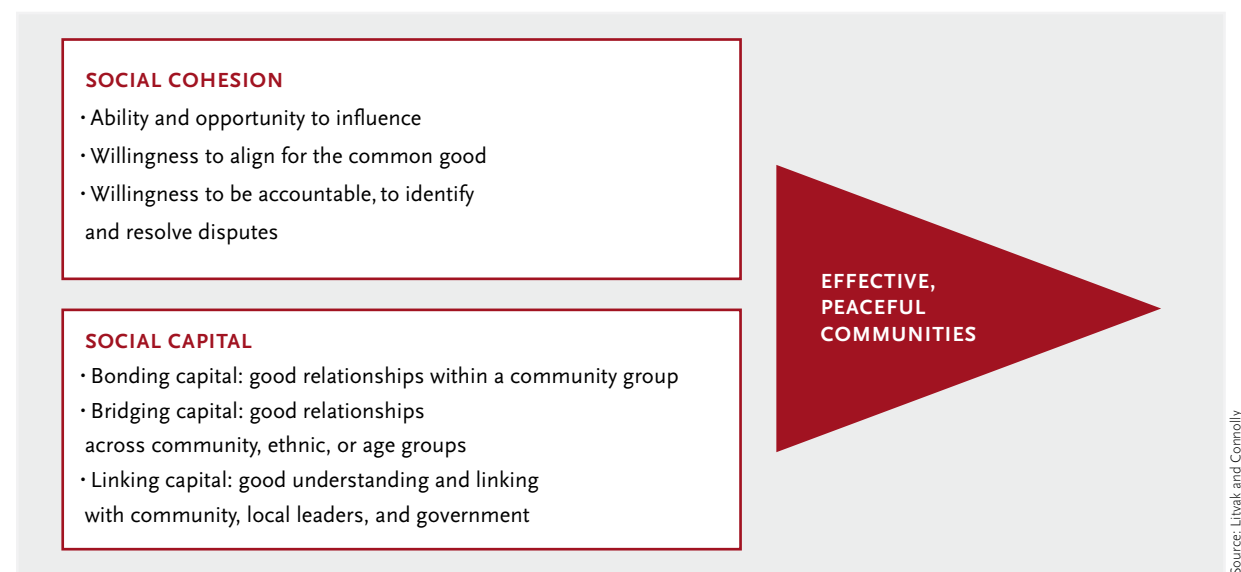 SOCIAL COHESION
· Ability and opportunity to influence
· Willingness to align for the common good
· Willingness to be accountable, to identify
and resolve disputes
SOCIAL CAPITAL
· Bonding capital: good relationships within a community group
· Bridging capital: good relationships
across community, ethnic, or age groups
· Linking capital: good understanding and linking
with community, local leaders, and government
EFFECTIVE,
PEACEFUL
COMMUNITIES
Source: Litvak and Connolly